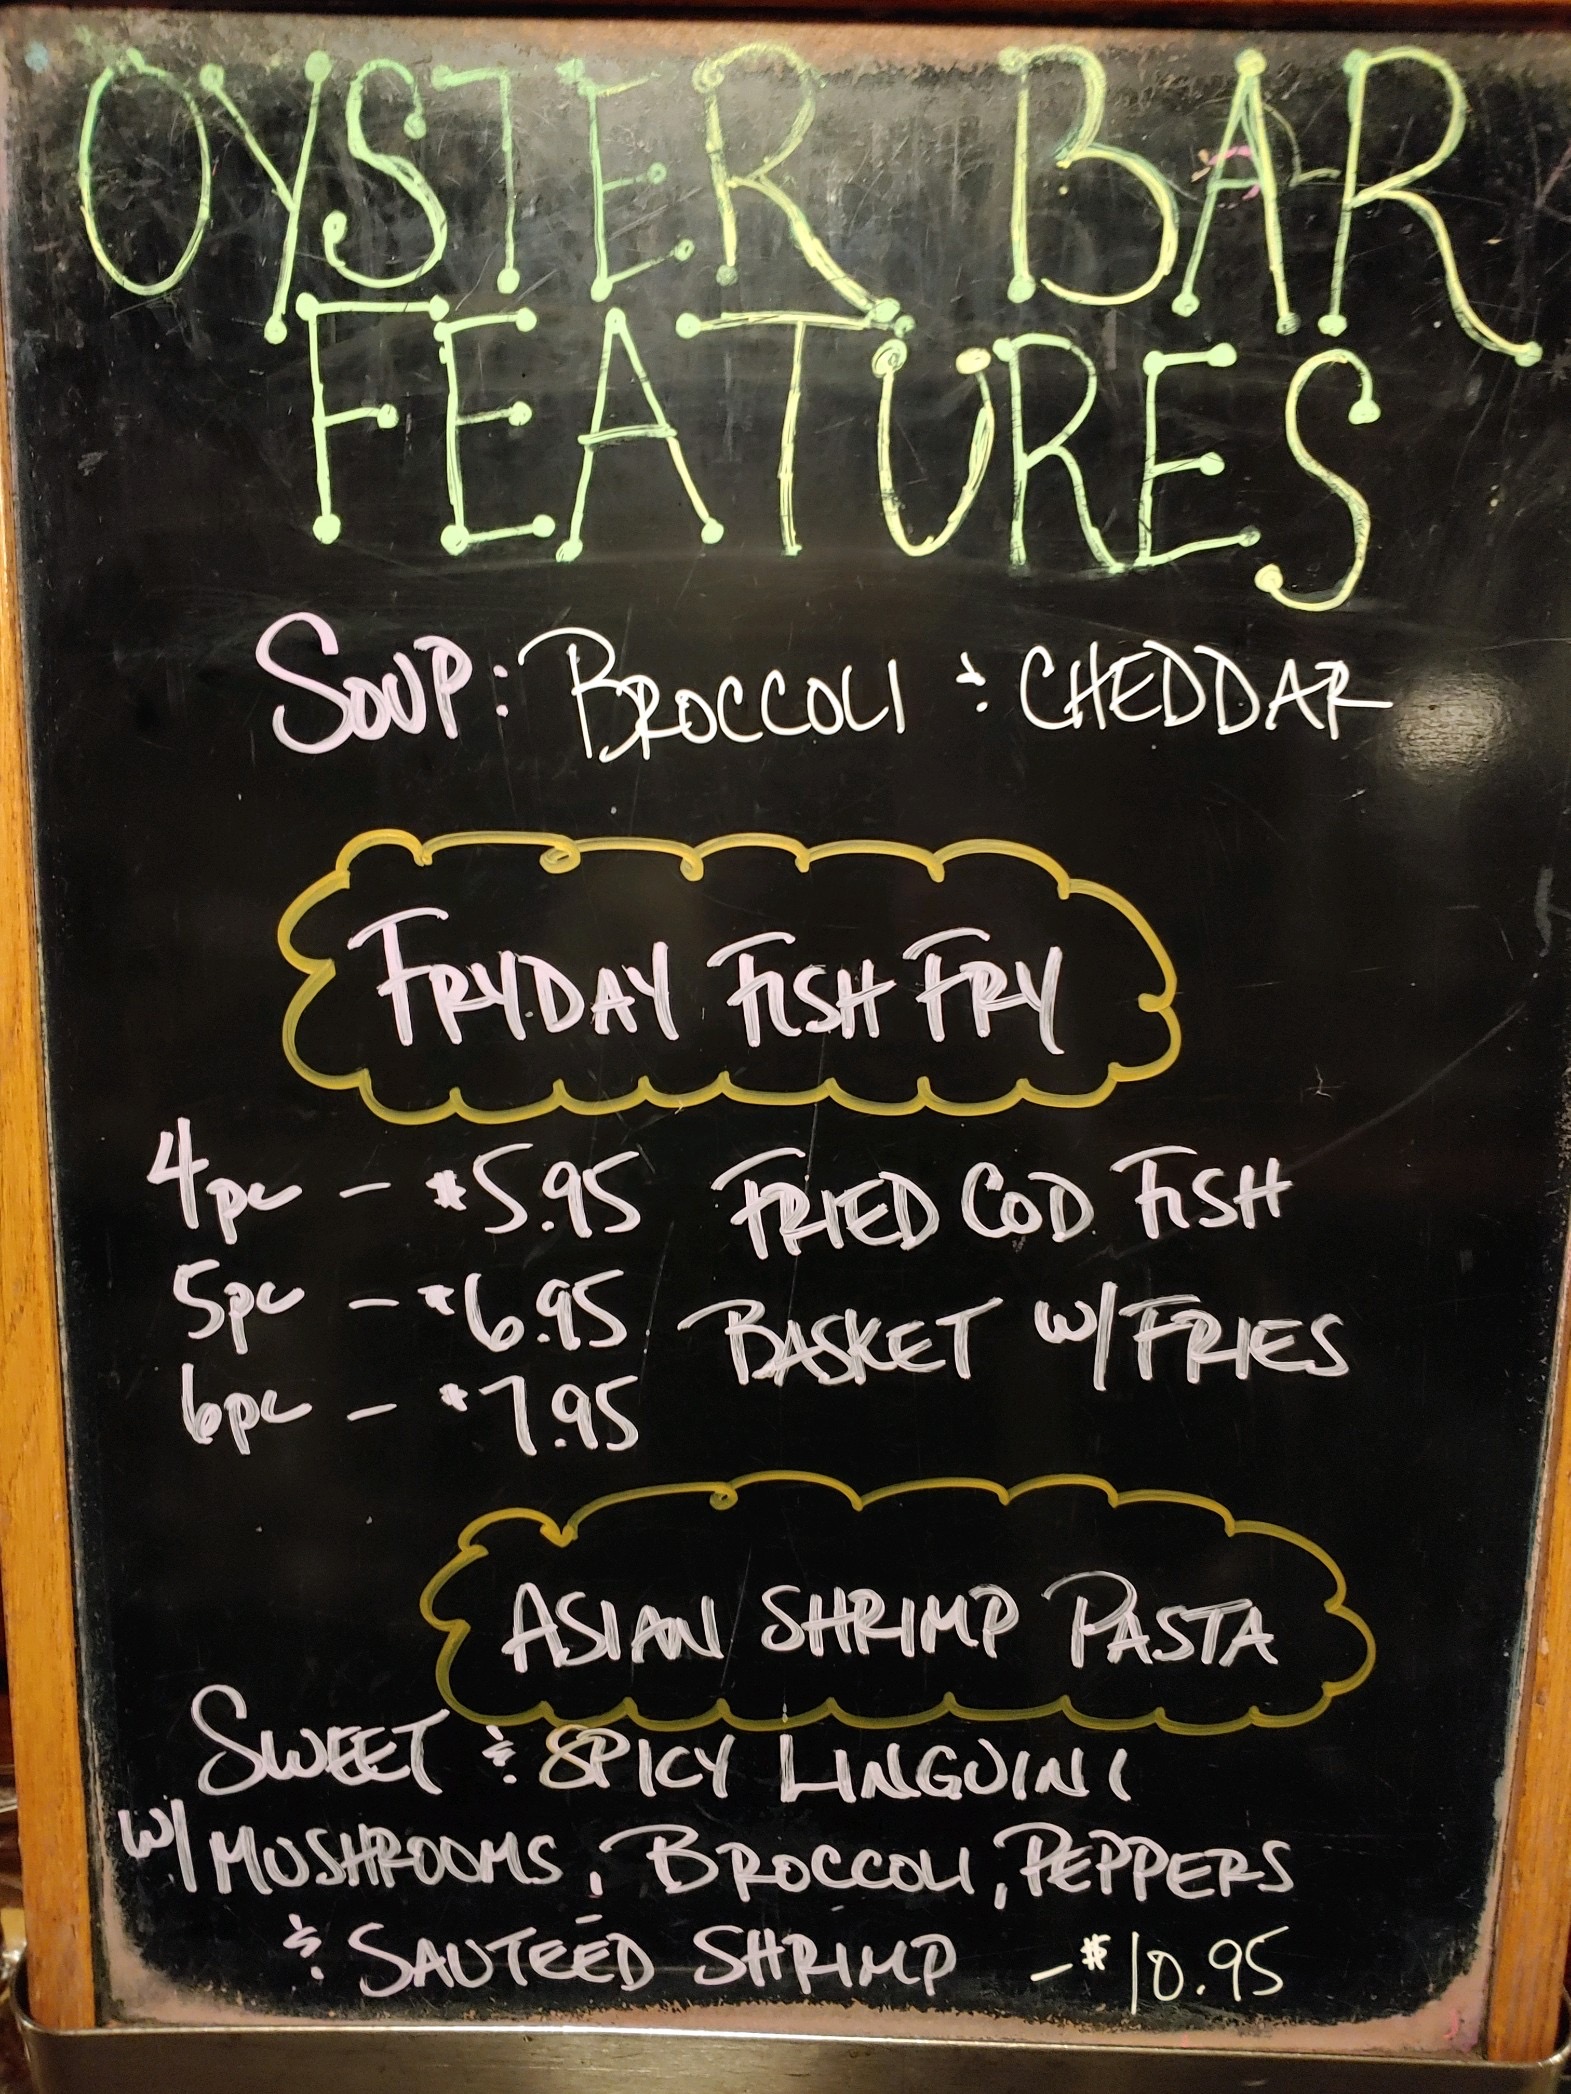 OYSTER BAR
FEATURES
SOUP: BROCCOLI & CHEDDAR
FRYDAY FISH FRY
4pc - $5.95 FRIED COD FISH
5pc - $6.95 BASKET W/FRIES
6pc - $7.95
ASIAN SHRIMP PASTA
SWEET & SPICY LINGUINI
W/MUSHROOMS, BROCCOLI, PEPPERS
& SAUTEED SHRIMP - $10.95